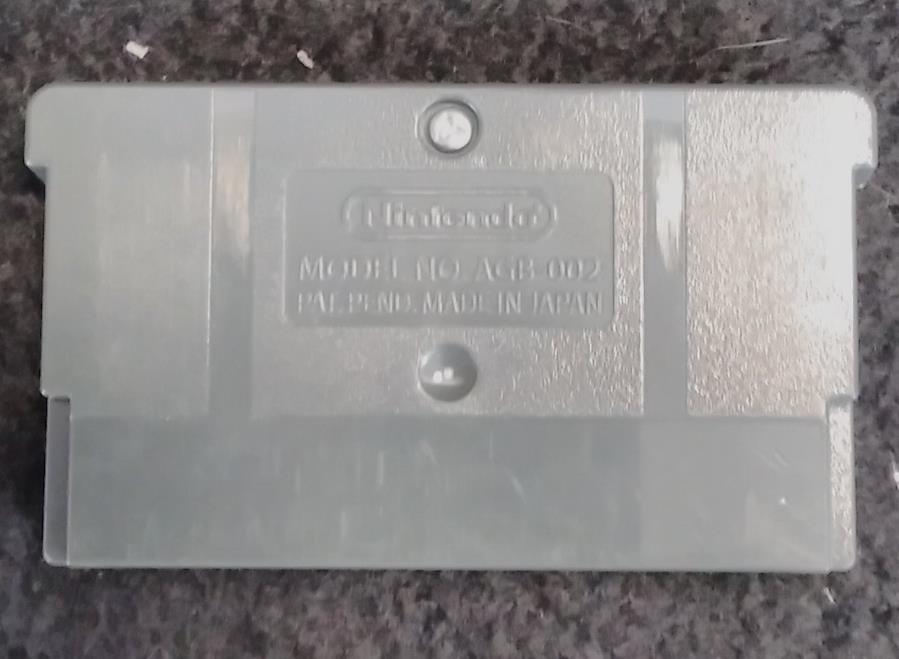 Nintendo
MODEL NO. AGB-002
PAT. PEND. MADE IN JAPAN